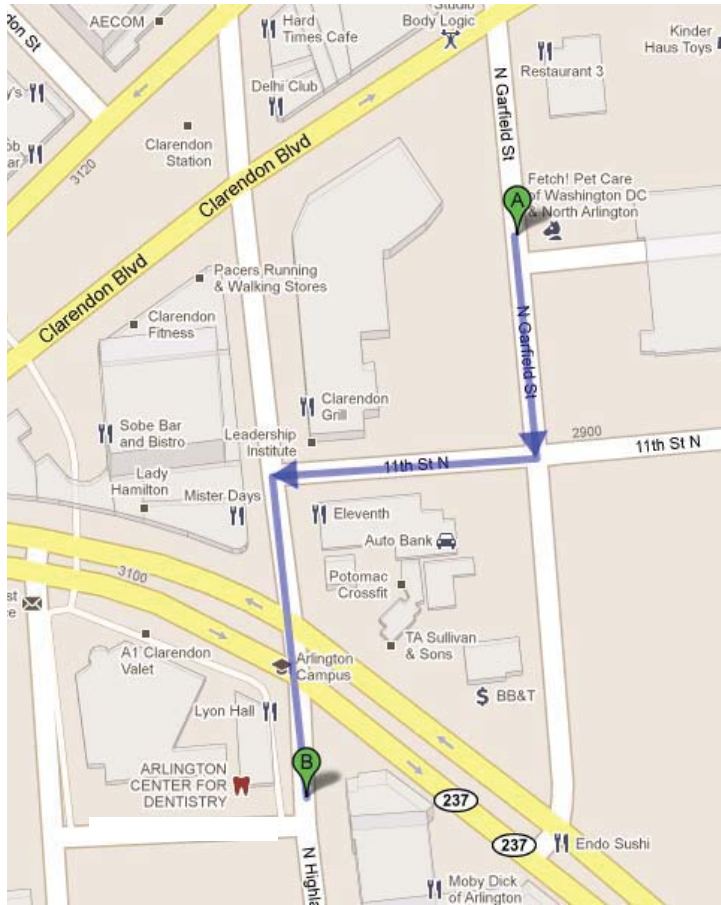 AECOM
Hard
Times Cafe
Studio
Body Logic
Kinder
Haus Toys
Restaurant 3
N Garfield St
Delhi Club
don St
Clarendon
Station
3120
Clarendon Blvd
Fetch! Pet Care
of Washington DC
& North Arlington
A
Clarendon Blvd
Pacers Running
& Walking Stores
Clarendon
Fitness
N Garfield St
Clarendon
Grill
Sobe Bar
and Bistro
Leadership
Institute
2900
11th St N
11th St N
Lady
Hamilton
Mister Days
Eleventh
Auto Bank
3100
Potomac
Crossfit
A1 Clarendon
Valet
Arlington
Campus
TA Sullivan
& Sons
$ BB&T
Lyon Hall
B
ARLINGTON
CENTER FOR
DENTISTRY
237
237
Endo Sushi
N Highla
Moby Dick
of Arlington